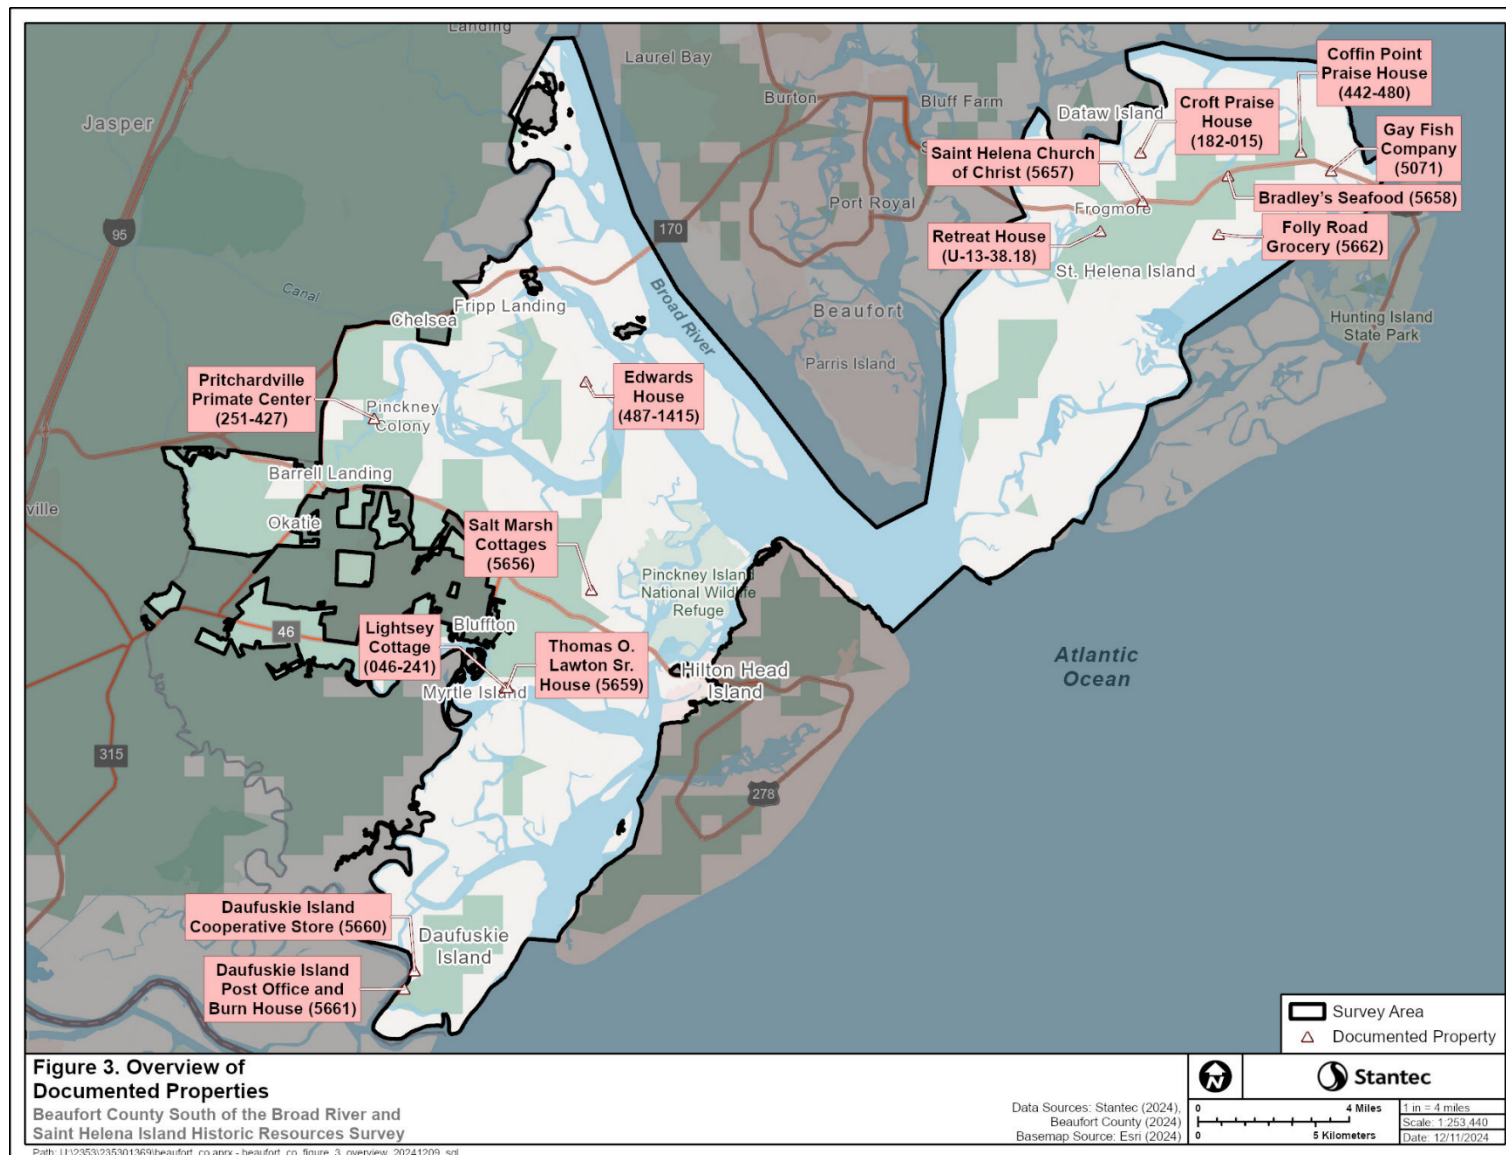 Landing
Laurel Bay
Jasper
Burton
Bluff Farm
Dataw Island
Coffin Point
Praise House
(442-480)
Croft Praise
House
(182-015)
Gay Fish
Company
(5071)
Saint Helena Church
of Christ (5657)
Bradley's Seafood (5658)
Port Royal
Frogmore
Retreat House
(U-13-38.18)
Folly Road
Grocery (5662)
St. Helena Island
95
170
Canal
Broad River
Fripp Landing
Chelsea
Beaufort
Parris Island
Hunting Island
State Park
Pritchardville
Primate Center
(251-427)
Edwards
House
(487-1415)
Pinckney
Colony
Barrell Landing
ville
Okatie
Salt Marsh
Cottages
(5656)
Pinckney Island
National Wildlife
Refuge
46
Bluffton
Lightsey
Cottage
(046-241)
Thomas O.
Lawton Sr.
House (5659)
Myrtle Island
Hilton Head
Island
Atlantic
Ocean
315
278
Daufuskie Island
Cooperative Store (5660)
Daufuskie
Island
Daufuskie Island
Post Office and
Burn House (5661)
Survey Area
Documented Property
Figure 3. Overview of
Documented Properties
Beaufort County South of the Broad River and
Saint Helena Island Historic Resources Survey
Data Sources: Stantec (2024),
Beaufort County (2024)
Basemap Source: Esri (2024)
N
Stantec
0 4 Miles
0 5 Kilometers
1 in = 4 miles
Scale: 1:253,440
Date: 12/11/2024
Path: U:\2353\235301369\beaufort_co.aprx - beaufort_co_figure_3_overview_20241209_sgl